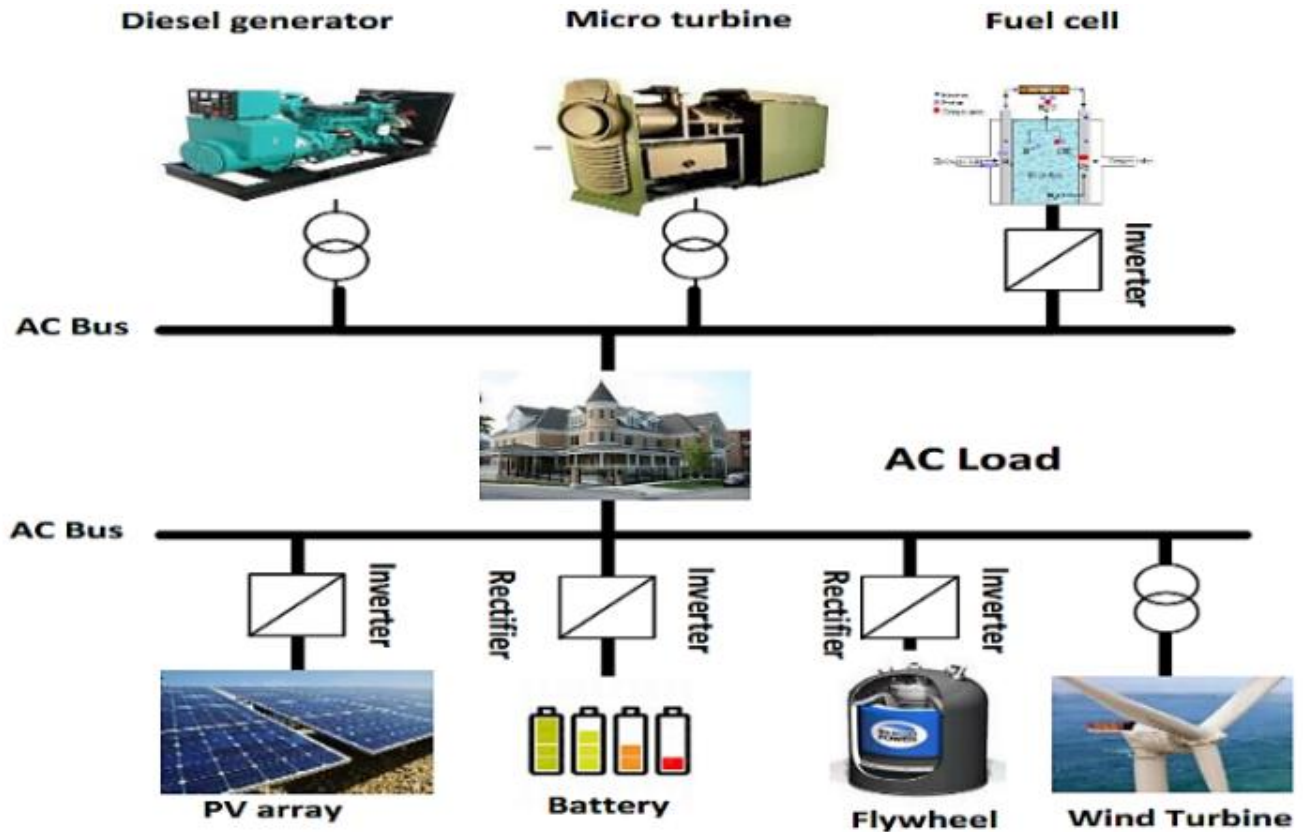 Diesel generator
Micro turbine
Fuel cell
Inverter
AC Bus
AC Load
AC Bus
Inverter
Rectifier
Inverter
Rectifier
Inverter
PV array
Battery
Flywheel
Wind Turbine